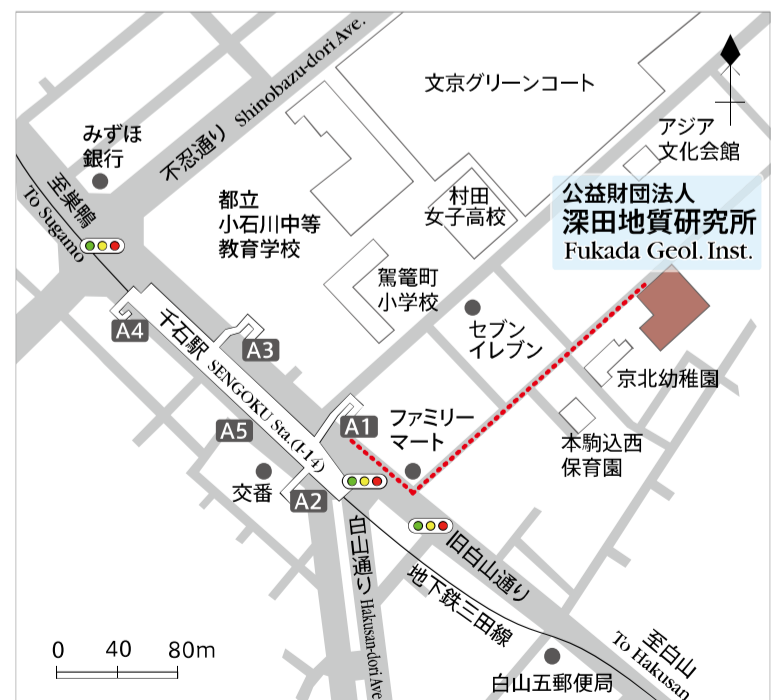 不忍通り Shinobazu-dori Ave.
文京グリーンコート
みずほ
銀行
アジア
文化会館
至巣鴨
To Sugamo
都立
小石川中等
教育学校
村田
女子高校
公益財団法人
深田地質研究所
Fukada Geol. Inst.
駕篭町
小学校
A4
千石駅 SENGOKU Sta.(I-14)
A3
セブン
イレブン
京北幼稚園
A5
A1
ファミリー
マート
本駒込西
保育園
交番
A2
白山通り Hakusan-dori Ave
旧白山通り
地下鉄三田線
至白山
To Hakusan
白山五郵便局
0 40 80m